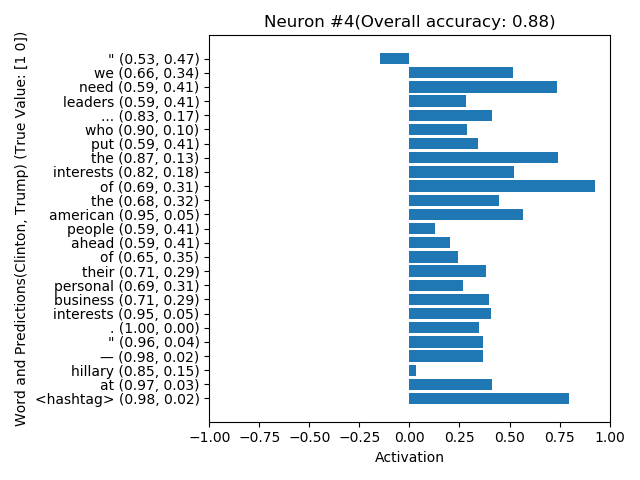 Neuron #4(Overall accuracy: 0.88)
Word and Predictions(Clinton, Trump) (True Value: [1 0])
" (0.53, 0.47)
we (0.66, 0.34)
need (0.59, 0.41)
leaders (0.59, 0.41)
... (0.83, 0.17)
who (0.90, 0.10)
put (0.59, 0.41)
the (0.87, 0.13)
interests (0.82, 0.18)
of (0.69, 0.31)
the (0.68, 0.32)
american (0.95, 0.05)
people (0.59, 0.41)
ahead (0.59, 0.41)
of (0.65, 0.35)
their (0.71, 0.29)
personal (0.69, 0.31)
business (0.71, 0.29)
interests (0.95, 0.05)
. (1.00, 0.00)
" (0.96, 0.04)
— (0.98, 0.02)
hillary (0.85, 0.15)
at (0.97, 0.03)
<hashtag> (0.98, 0.02)
−1.00 −0.75 −0.50 −0.25 0.00 0.25 0.50 0.75 1.00
Activation